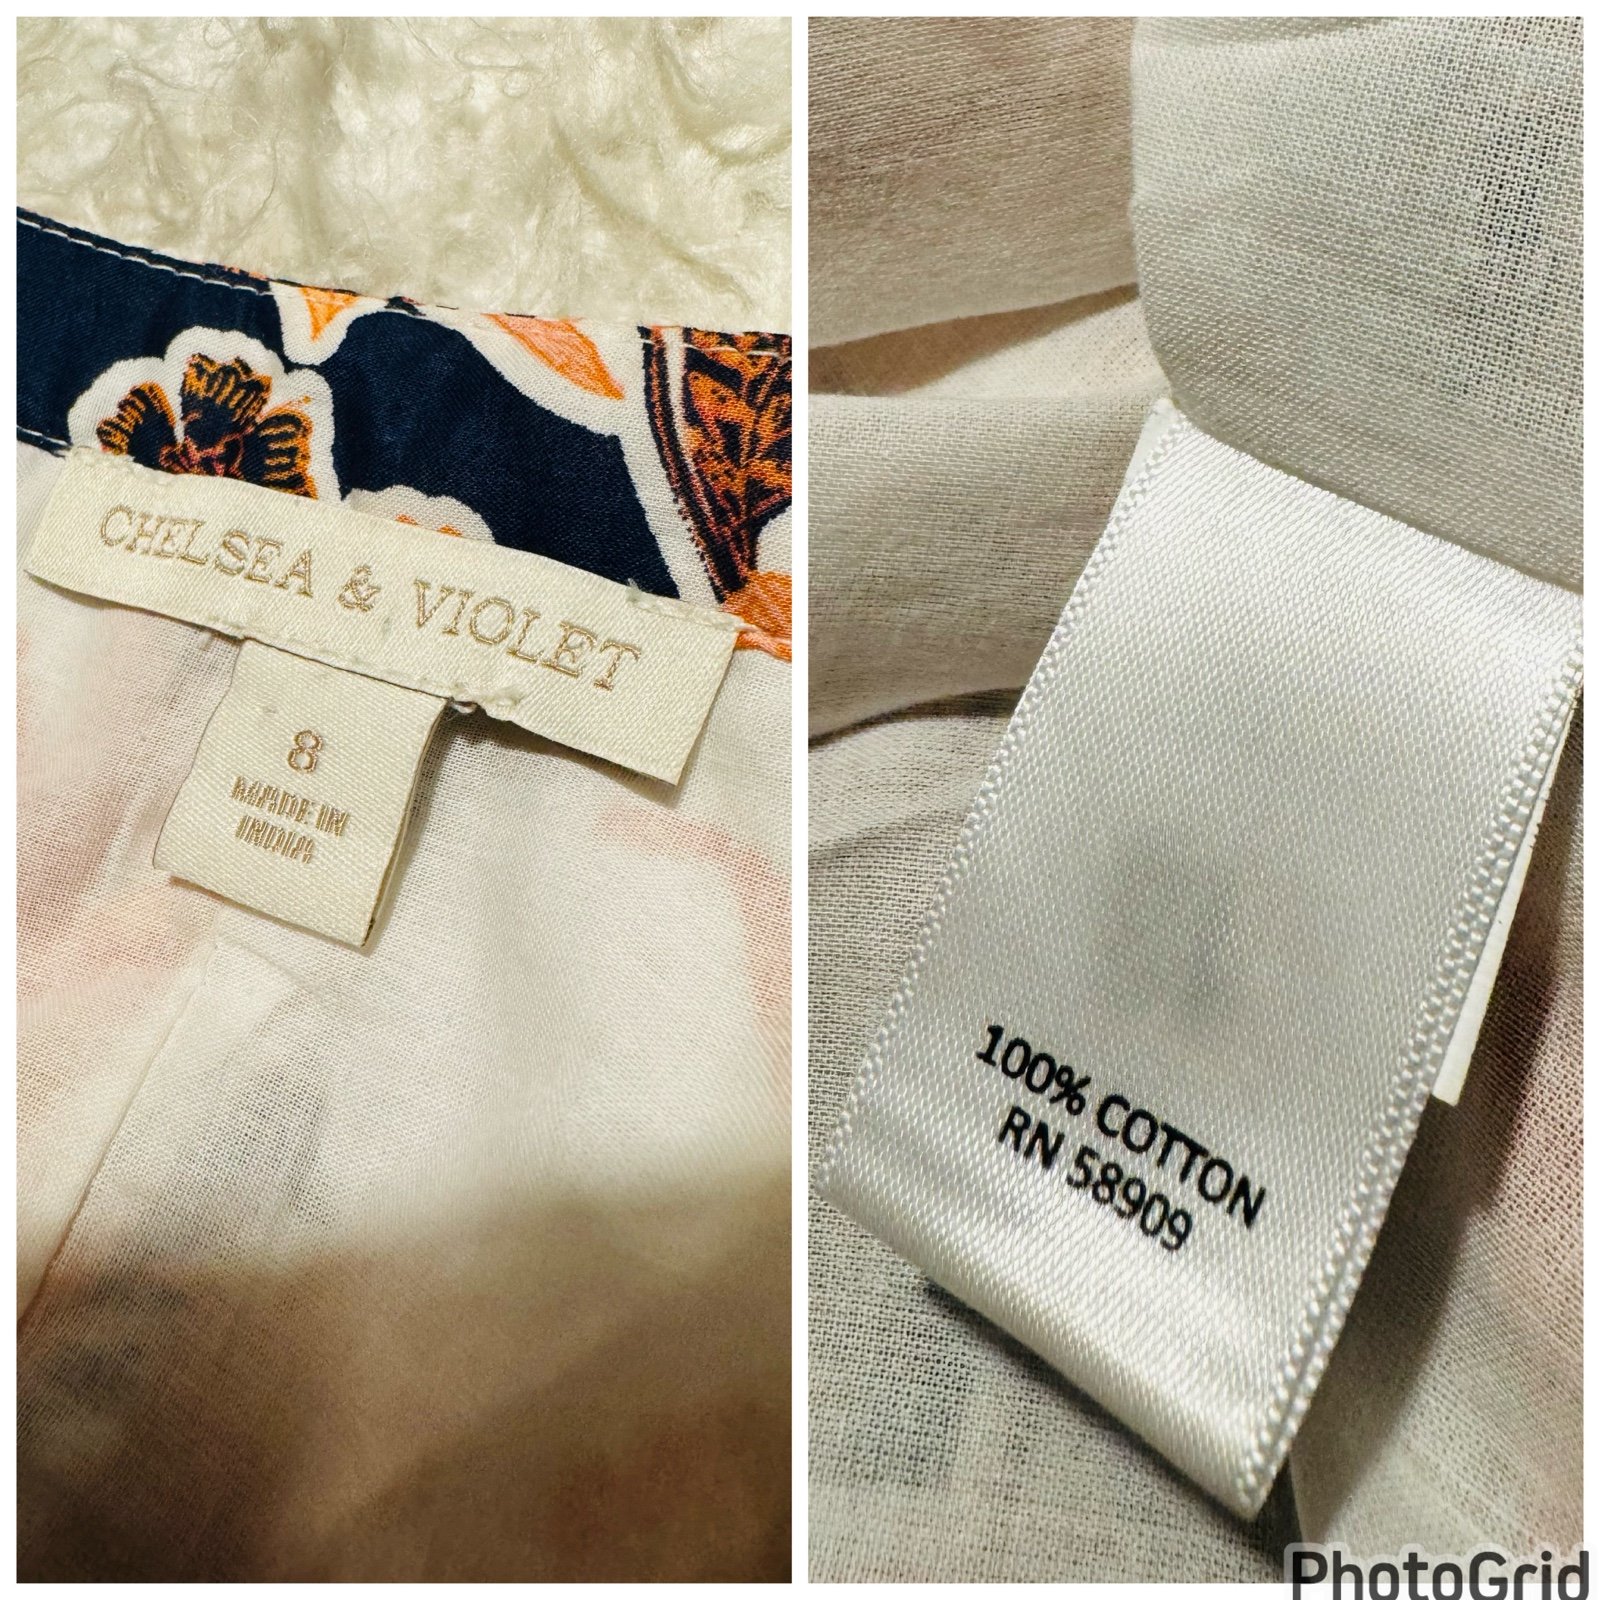 CHELSEA & VIOLET
8
MADE IN
INDIA
100% COTTON
RN 58909
PhotoGrid